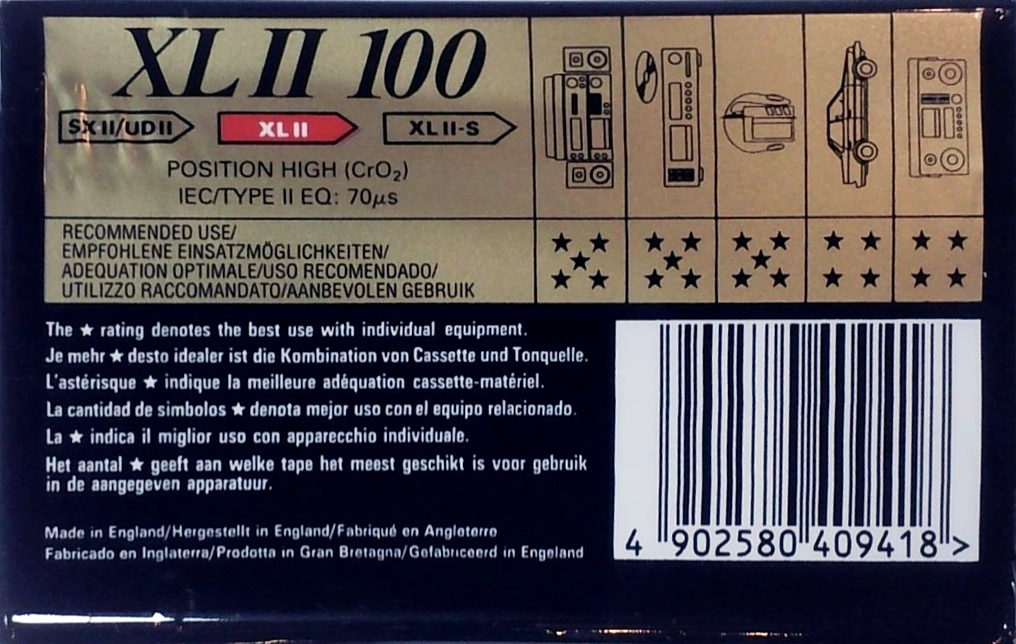 XL II 100
SX II/UD II
XL II
XL II-S
POSITION HIGH (CrO₂)
IEC/TYPE II EQ: 70µs
RECOMMENDED USE/
EMPFOHLENE EINSATZMÖGLICHKEITEN/
ADEQUATION OPTIMALE/USO RECOMENDADO/
UTILIZZO RACCOMANDATO/AANBEVOLEN GEBRUIK
The ★ rating denotes the best use with individual equipment.
Je mehr ★ desto idealer ist die Kombination von Cassette und Tonquelle.
L'astérisque ★ indique la meilleure adéquation cassette-matériel.
La cantidad de simbolos ★ denota mejor uso con el equipo relacionado.
La ★ indica il miglior uso con apparecchio individuale.
Het aantal ★ geeft aan welke tape het meest geschikt is voor gebruik
in de aangegeven apparatuur.
Made in England/Hergestellt in England/Fabriqué en Angleterre
Fabricado en Inglaterra/Prodotta in Gran Bretagna/Gefabriceerd in Engeland
4 902580 409418 >